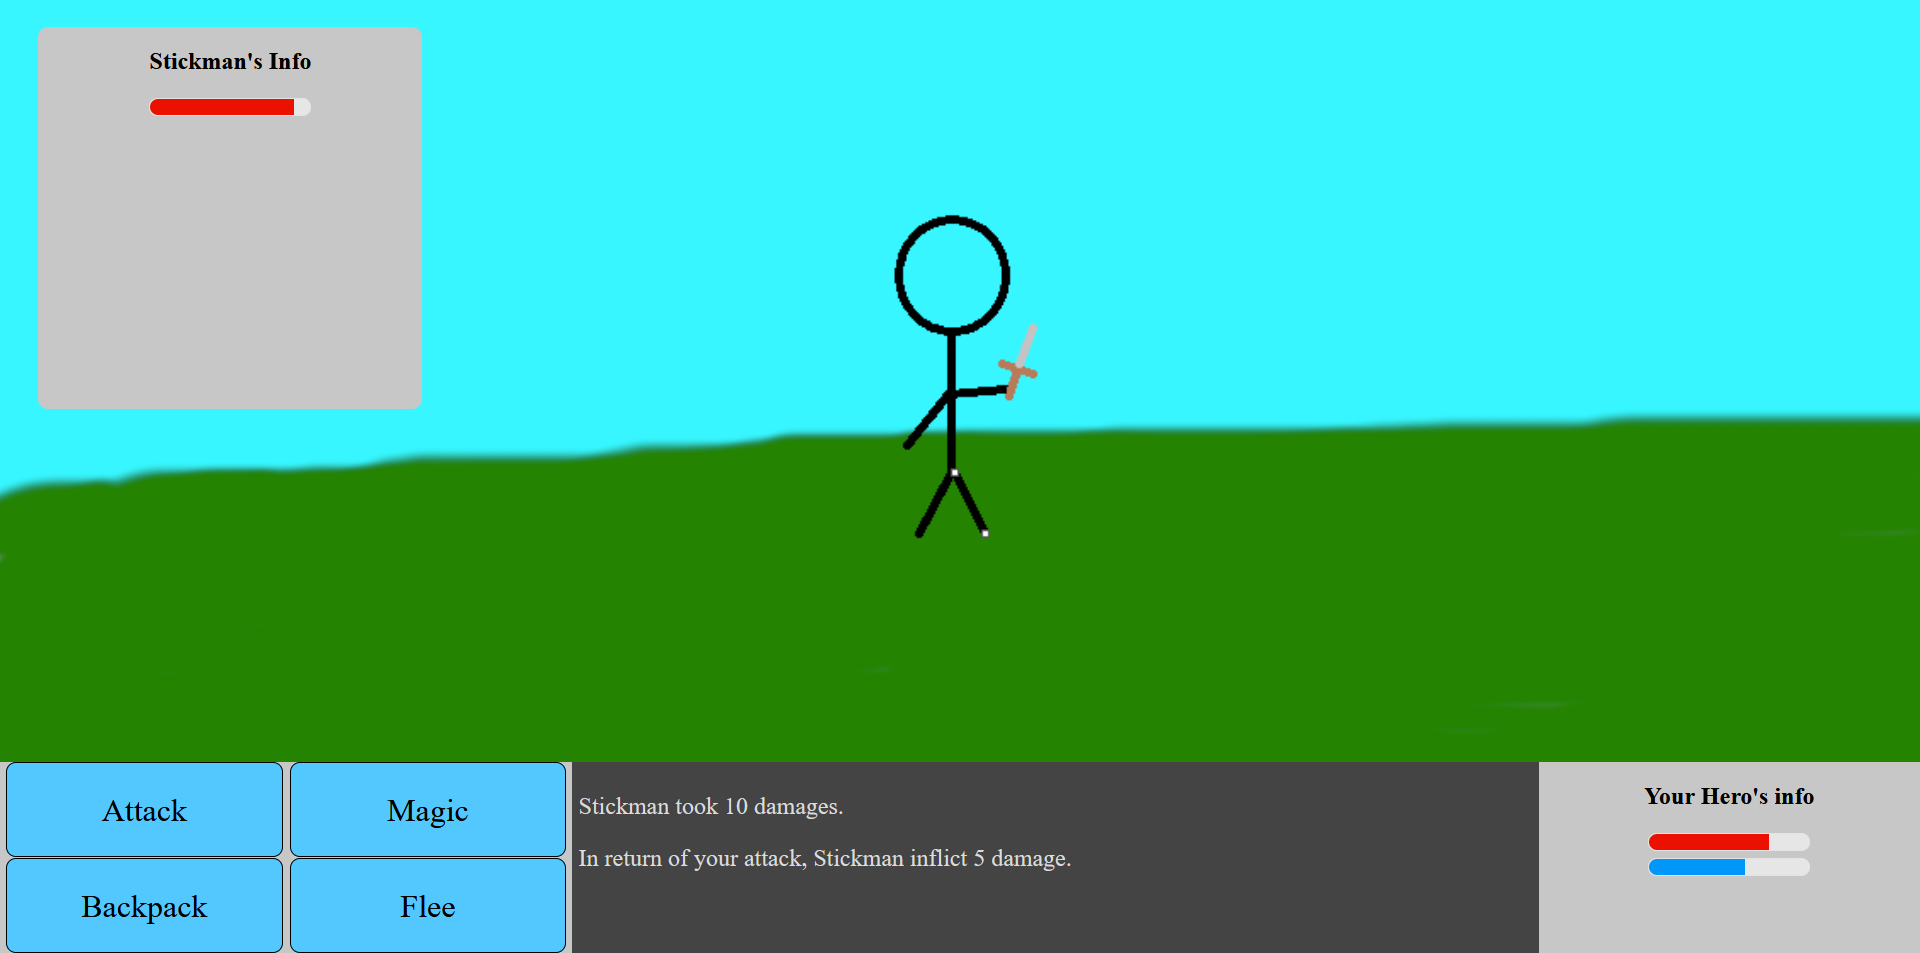 Stickman's Info
Attack
Magic
Backpack
Flee
Stickman took 10 damages.
In return of your attack, Stickman inflict 5 damage.
Your Hero's info